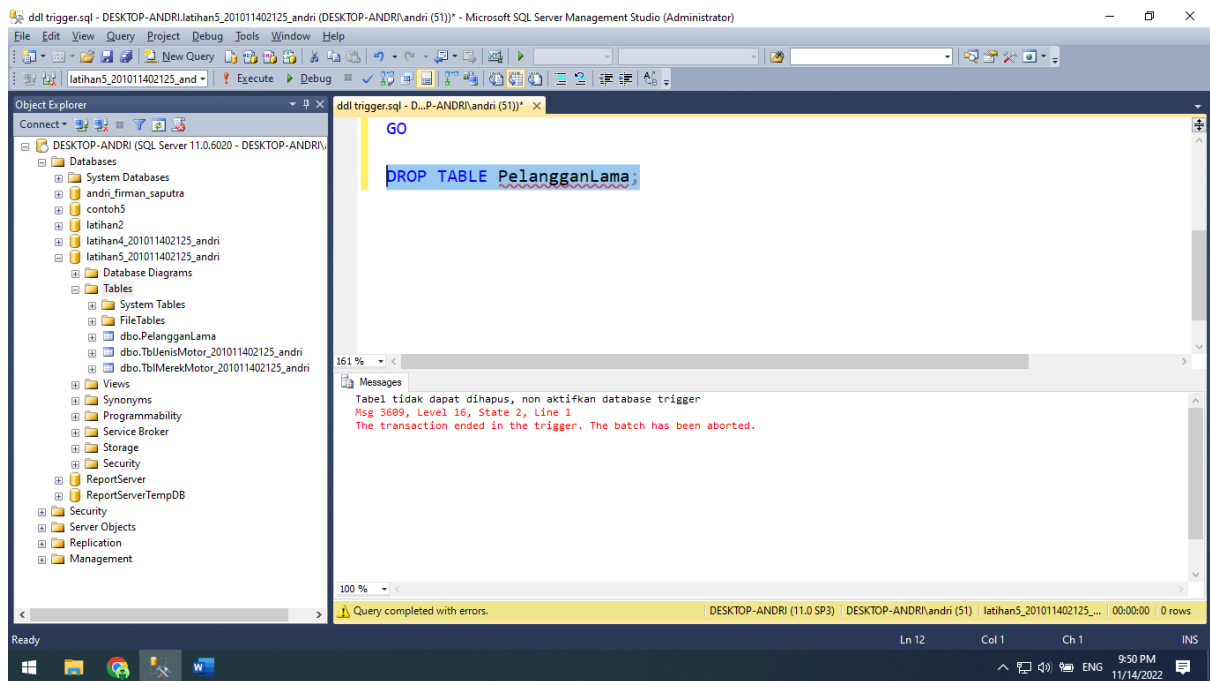 ddl trigger.sql - DESKTOP-ANDRI.latihan5_201011402125_andri (DESKTOP-ANDRI\andri (51))* - Microsoft SQL Server Management Studio (Administrator)
File Edit View Query Project Debug Tools Window Help
New Query
latihan5_201011402125_and Execute Debug
Object Explorer
Connect
DESKTOP-ANDRI (SQL Server 11.0.6020 - DESKTOP-ANDRI\
Databases
System Databases
andri_firman_saputra
contoh5
latihan2
latihan4_201011402125_andri
latihan5_201011402125_andri
Database Diagrams
Tables
System Tables
FileTables
dbo.PelangganLama
dbo.TblJenisMotor_201011402125_andri
dbo.TblMerekMotor_201011402125_andri
Views
Synonyms
Programmability
Service Broker
Storage
Security
ReportServer
ReportServerTempDB
Security
Server Objects
Replication
Management
ddl trigger.sql - D...P-ANDRI\andri (51))*
GO
DROP TABLE PelangganLama;
161 %
Messages
Tabel tidak dapat dihapus, non aktifkan database trigger
Msg 3609, Level 16, State 2, Line 1
The transaction ended in the trigger. The batch has been aborted.
100 %
Query completed with errors. DESKTOP-ANDRI (11.0 SP3) DESKTOP-ANDRI\andri (51) latihan5_201011402125_... 00:00:00 0 rows
Ready Ln 12 Col 1 Ch 1 INS
ENG 9:50 PM
11/14/2022